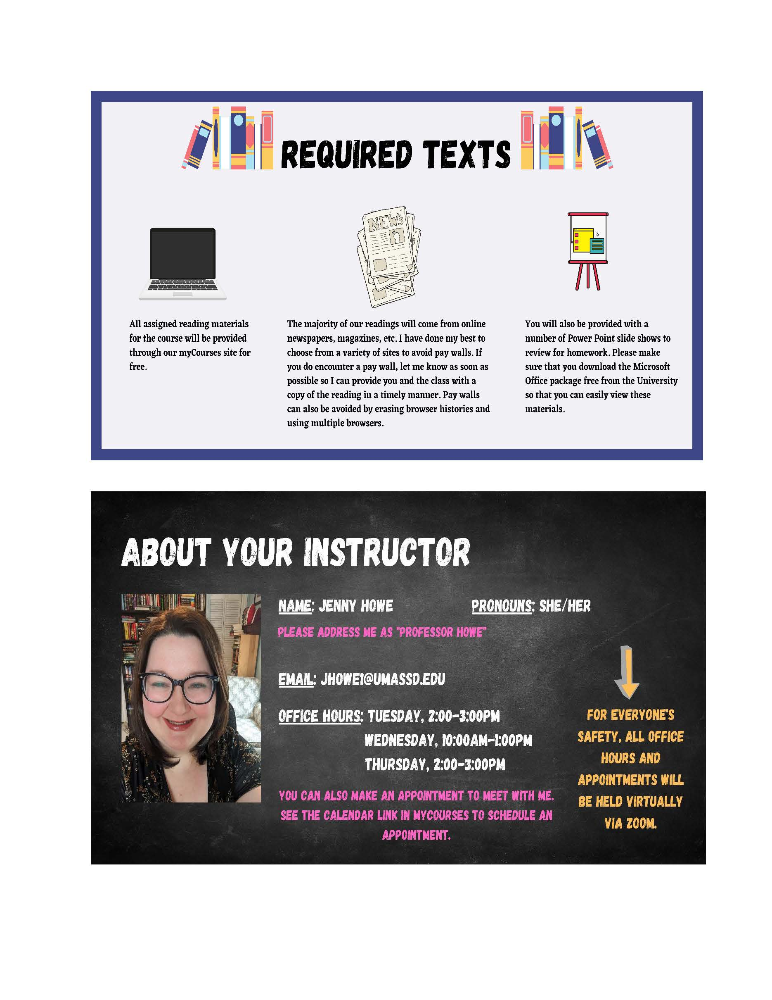 REQUIRED TEXTS
NEWS
All assigned reading materials
for the course will be provided
through our myCourses site for
free.
The majority of our readings will come from online
newspapers, magazines, etc. I have done my best to
choose from a variety of sites to avoid pay walls. If
you do encounter a pay wall, let me know as soon as
possible so I can provide you and the class with a
copy of the reading in a timely manner. Pay walls
can also be avoided by erasing browser histories and
using multiple browsers.
You will also be provided with a
number of Power Point slide shows to
review for homework. Please make
sure that you download the Microsoft
Office package free from the University
so that you can easily view these
materials.
ABOUT YOUR INSTRUCTOR
NAME: JENNY HOWE
PRONOUNS: SHE/HER
PLEASE ADDRESS ME AS "PROFESSOR HOWE"
EMAIL: JHOWE1@UMASSD.EDU
OFFICE HOURS: TUESDAY, 2:00-3:00PM
WEDNESDAY, 10:00AM-1:00PM
THURSDAY, 2:00-3:00PM
YOU CAN ALSO MAKE AN APPOINTMENT TO MEET WITH ME.
SEE THE CALENDAR LINK IN MYCOURSES TO SCHEDULE AN
APPOINTMENT.
FOR EVERYONE'S
SAFETY, ALL OFFICE
HOURS AND
APPOINTMENTS WILL
BE HELD VIRTUALLY
VIA ZOOM.